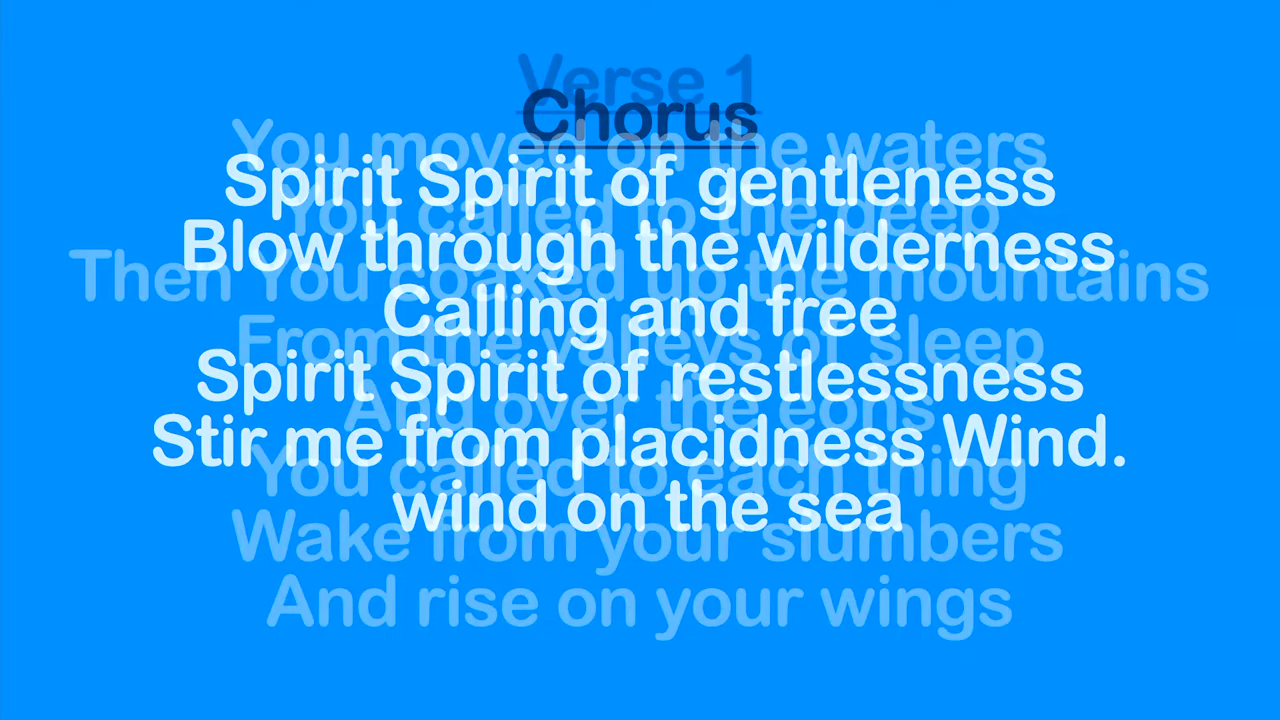 Chorus
Spirit Spirit of gentleness
Blow through the wilderness
Calling and free
Spirit Spirit of restlessness
Stir me from placidness Wind.
wind on the sea
Verse 1
You moved on the waters
You called to the deep
Then You coaxed up the mountains
From the valleys of sleep
And over the eons
You called to each thing
Wake from your slumbers
And rise on your wings